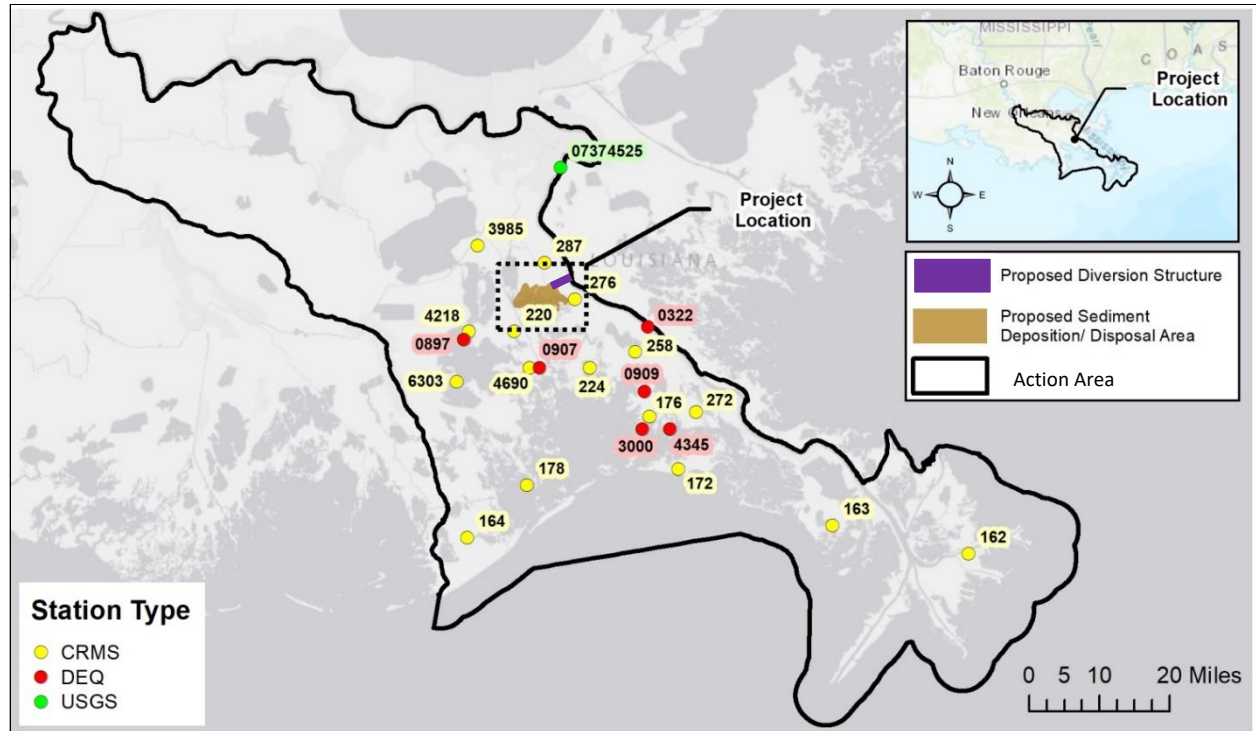 MISSISSIPPI
Pearl
C O A S
Baton Rouge
Project
Location
New Orleans
N
W E
S
07374525
Project
Location
3985
287
LOUISIANA
276
Proposed Diversion Structure
Proposed Sediment
Deposition/ Disposal Area
Action Area
4218
220
0322
0897
258
0907
0909
6303
4690
224
176
272
3000
4345
178
172
164
163
162
Station Type
CRMS
DEQ
USGS
0 5 10 20 Miles